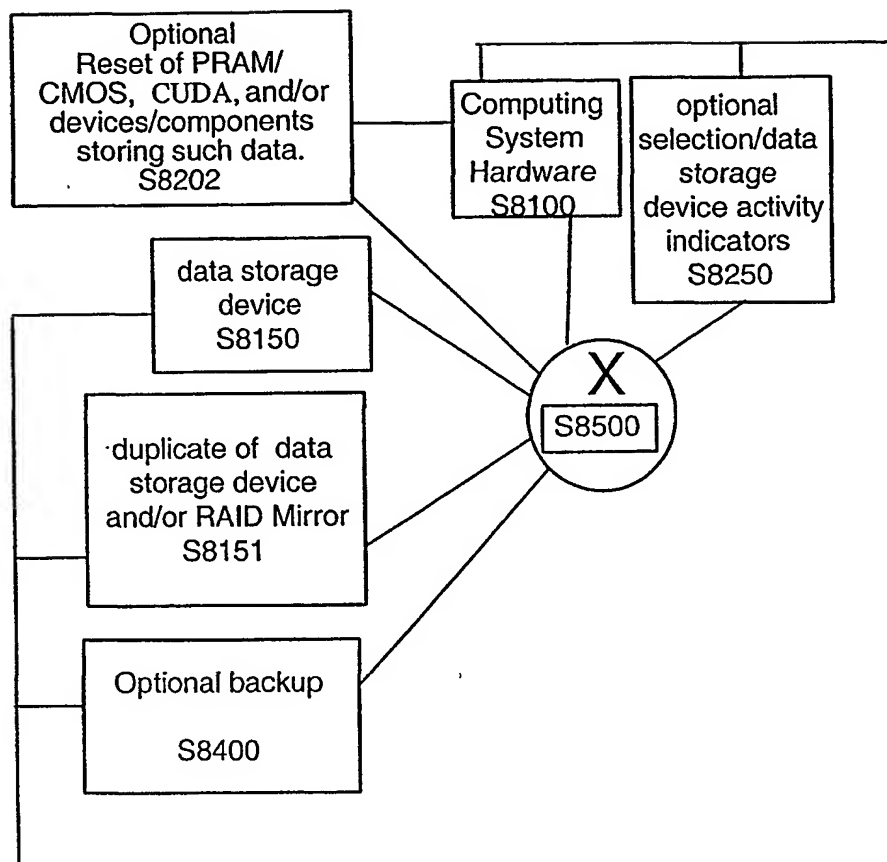 Optional
Reset of PRAM/
CMOS, CUDA, and/or
devices/components
storing such data.
S8202
Computing
System
Hardware
S8100
optional
selection/data
storage
device activity
indicators
S8250
data storage
device
S8150
X
S8500
duplicate of data
storage device
and/or RAID Mirror
S8151
Optional backup
S8400